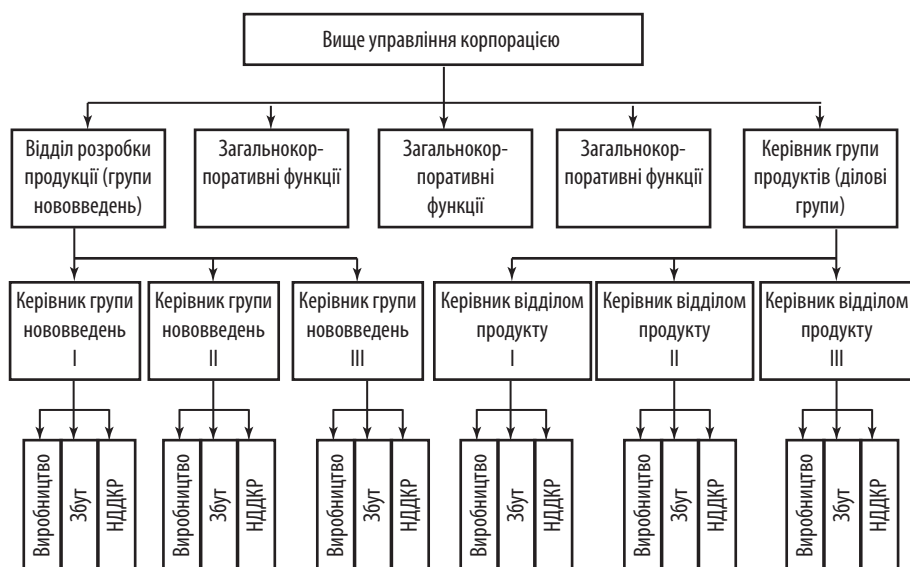 Вище управління корпорацією
Відділ розробки
продукції (групи
нововведень)
Загальнокор-
поративні функції
Загальнокор-
поративні
функції
Загальнокор-
поративні функції
Керівник групи
продуктів (ділові
групи)
Керівник групи
нововведень
I
Керівник групи
нововведень
II
Керівник групи
нововведень
III
Керівник відділом
продукту
I
Керівник відділом
продукту
II
Керівник відділом
продукту
III
Виробництво
Збут
НДДКР
Виробництво
Збут
НДДКР
Виробництво
Збут
НДДКР
Виробництво
Збут
НДДКР
Виробництво
Збут
НДДКР
Виробництво
Збут
НДДКР